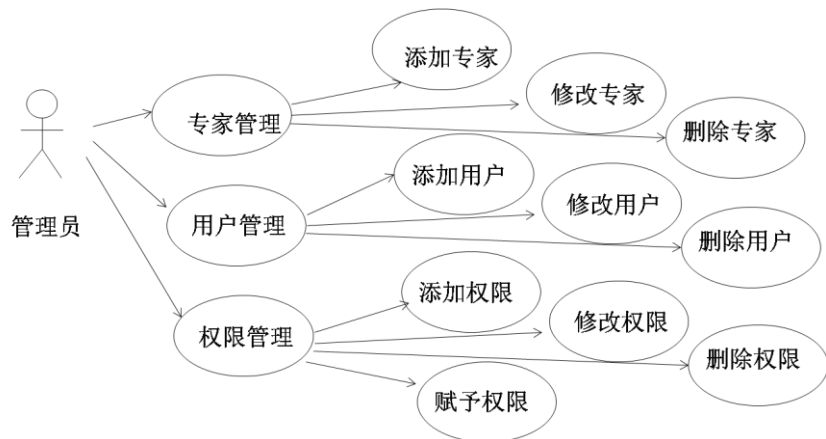 添加专家
修改专家
专家管理
删除专家
添加用户
修改用户
管理员
用户管理
删除用户
添加权限
修改权限
权限管理
删除权限
赋予权限